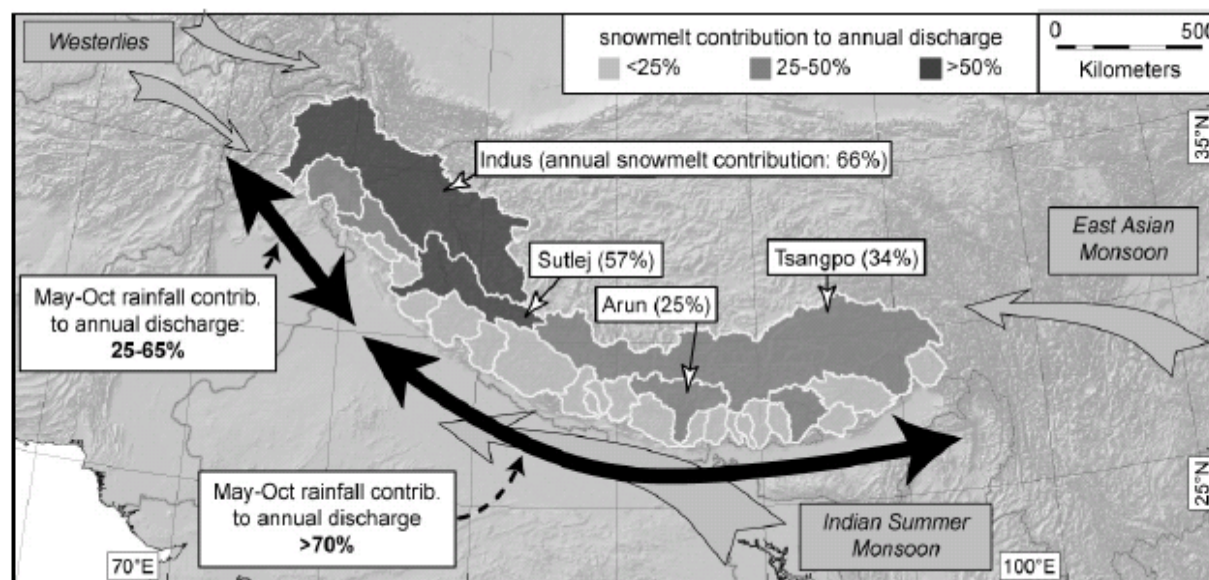 Westerlies
snowmelt contribution to annual discharge
<25% 25-50% >50%
0 500
Kilometers
35°N
Indus (annual snowmelt contribution: 66%)
East Asian
Monsoon
Sutlej (57%)
Tsangpo (34%)
Arun (25%)
May-Oct rainfall contrib.
to annual discharge:
25-65%
May-Oct rainfall contrib.
to annual discharge
>70%
25°N
Indian Summer
Monsoon
70°E
100°E